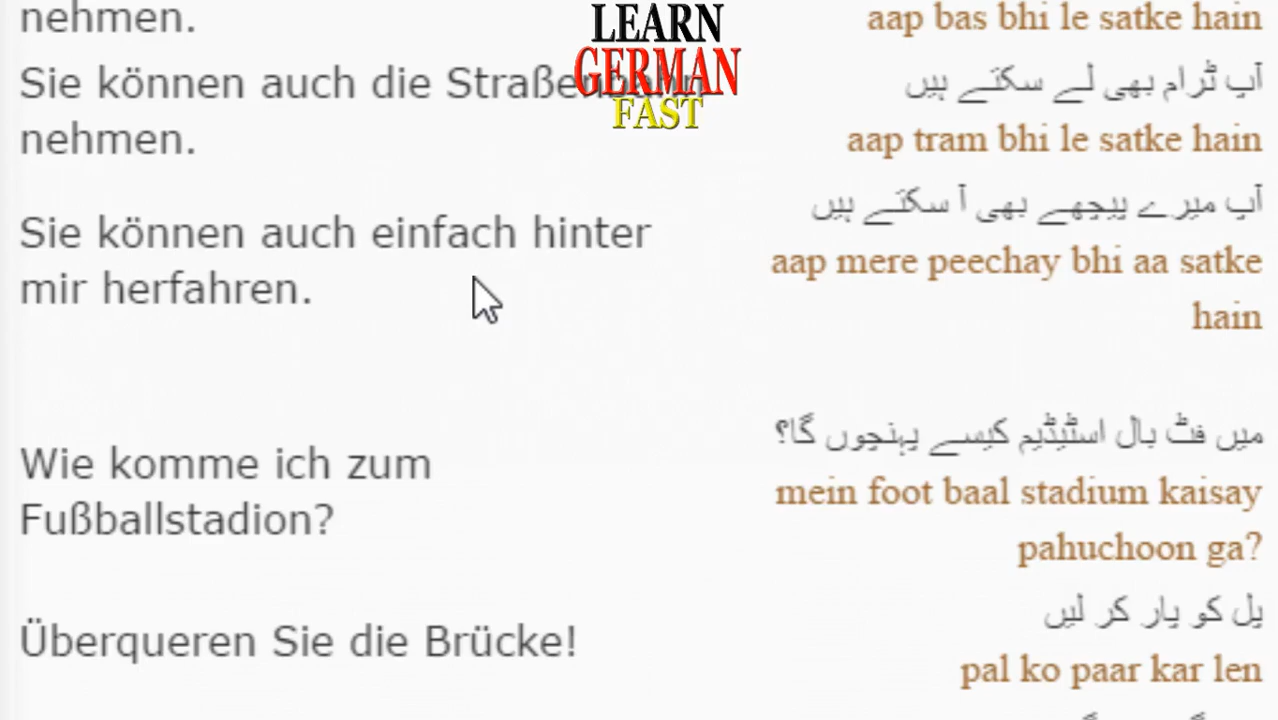 nehmen.
aap bas bhi le satke hain
LEARN
GERMAN
FAST
Sie können auch die Straßenbahn
nehmen.
آپ ٹرام بھی لے سکتے ہیں
aap tram bhi le satke hain
Sie können auch einfach hinter
mir herfahren.
آپ میرے پیچھے بھی آ سکتے ہیں
aap mere peechay bhi aa satke
hain
Wie komme ich zum
Fußballstadion?
میں فٹ بال اسٹیڈیم کیسے پہنچوں گا؟
mein foot baal stadium kaisay
pahuchoon ga?
Überqueren Sie die Brücke!
پل کو پار کر لیں
pal ko paar kar len